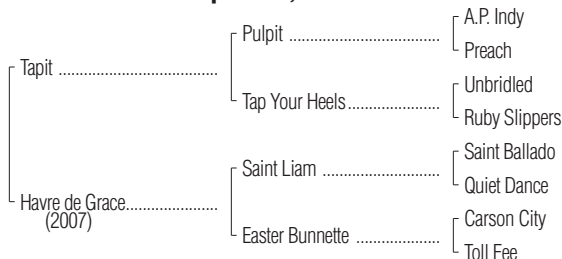 A.P. Indy
Pulpit ........................................
Preach
Tapit ..........................................
Unbridled
Tap Your Heels........................
Ruby Slippers
Saint Ballado
Saint Liam ...............................
Quiet Dance
Havre de Grace........................
(2007)
Carson City
Easter Bunnette ......................
Toll Fee